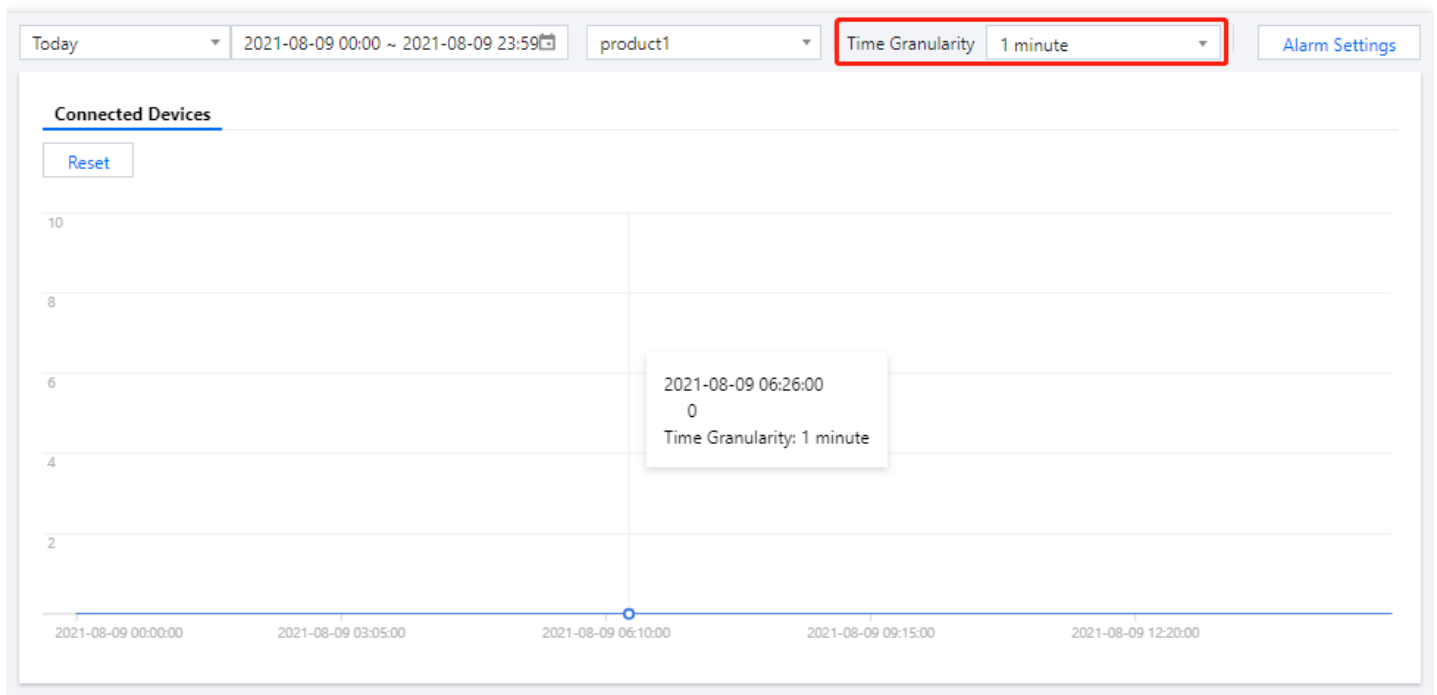 Today 2021-08-09 00:00 ~ 2021-08-09 23:59 product1 Time Granularity 1 minute Alarm Settings
Connected Devices
Reset
10
8
6
2021-08-09 06:26:00
0
Time Granularity: 1 minute
4
2
2021-08-09 00:00:00 2021-08-09 03:05:00 2021-08-09 06:10:00 2021-08-09 09:15:00 2021-08-09 12:20:00